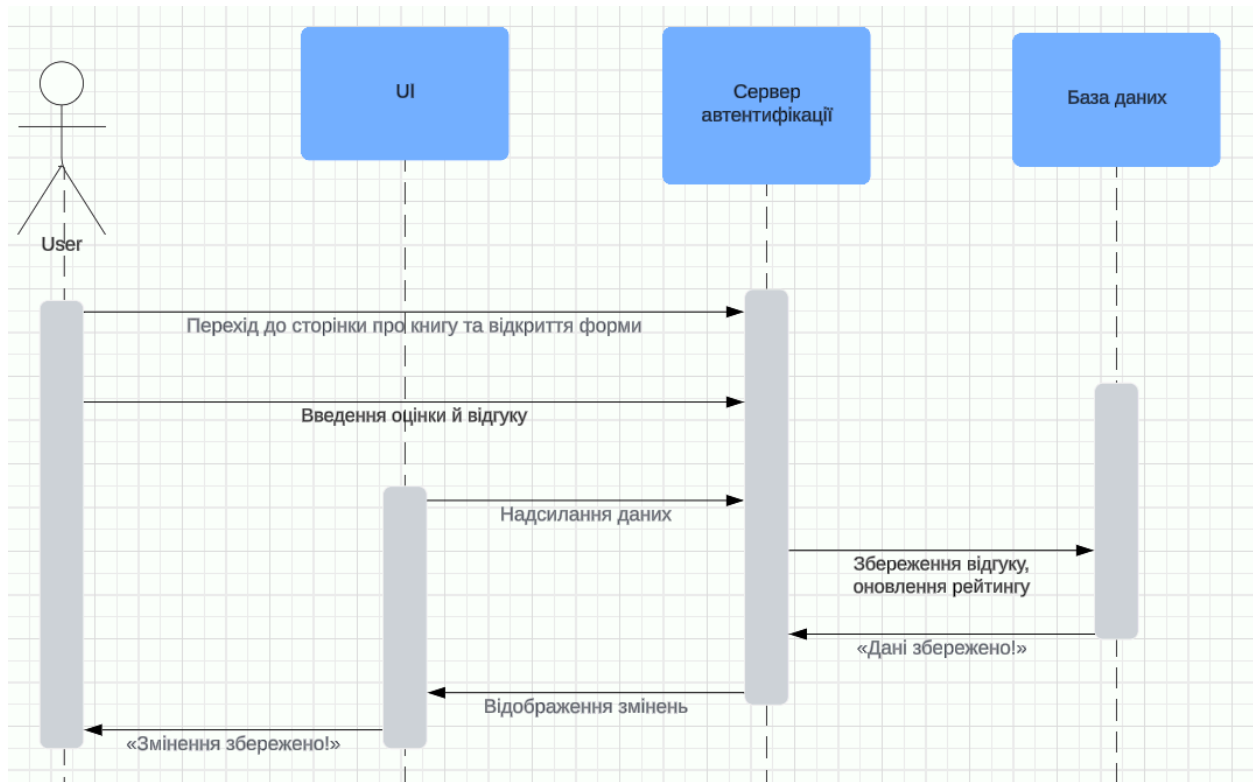 UI
Сервер
автентифікації
База даних
User
Перехід до сторінки про книгу та відкриття форми
Введення оцінки й відгуку
Надсилання даних
Збереження відгуку,
оновлення рейтингу
«Дані збережено!»
Відображення змінень
«Змінення збережено!»